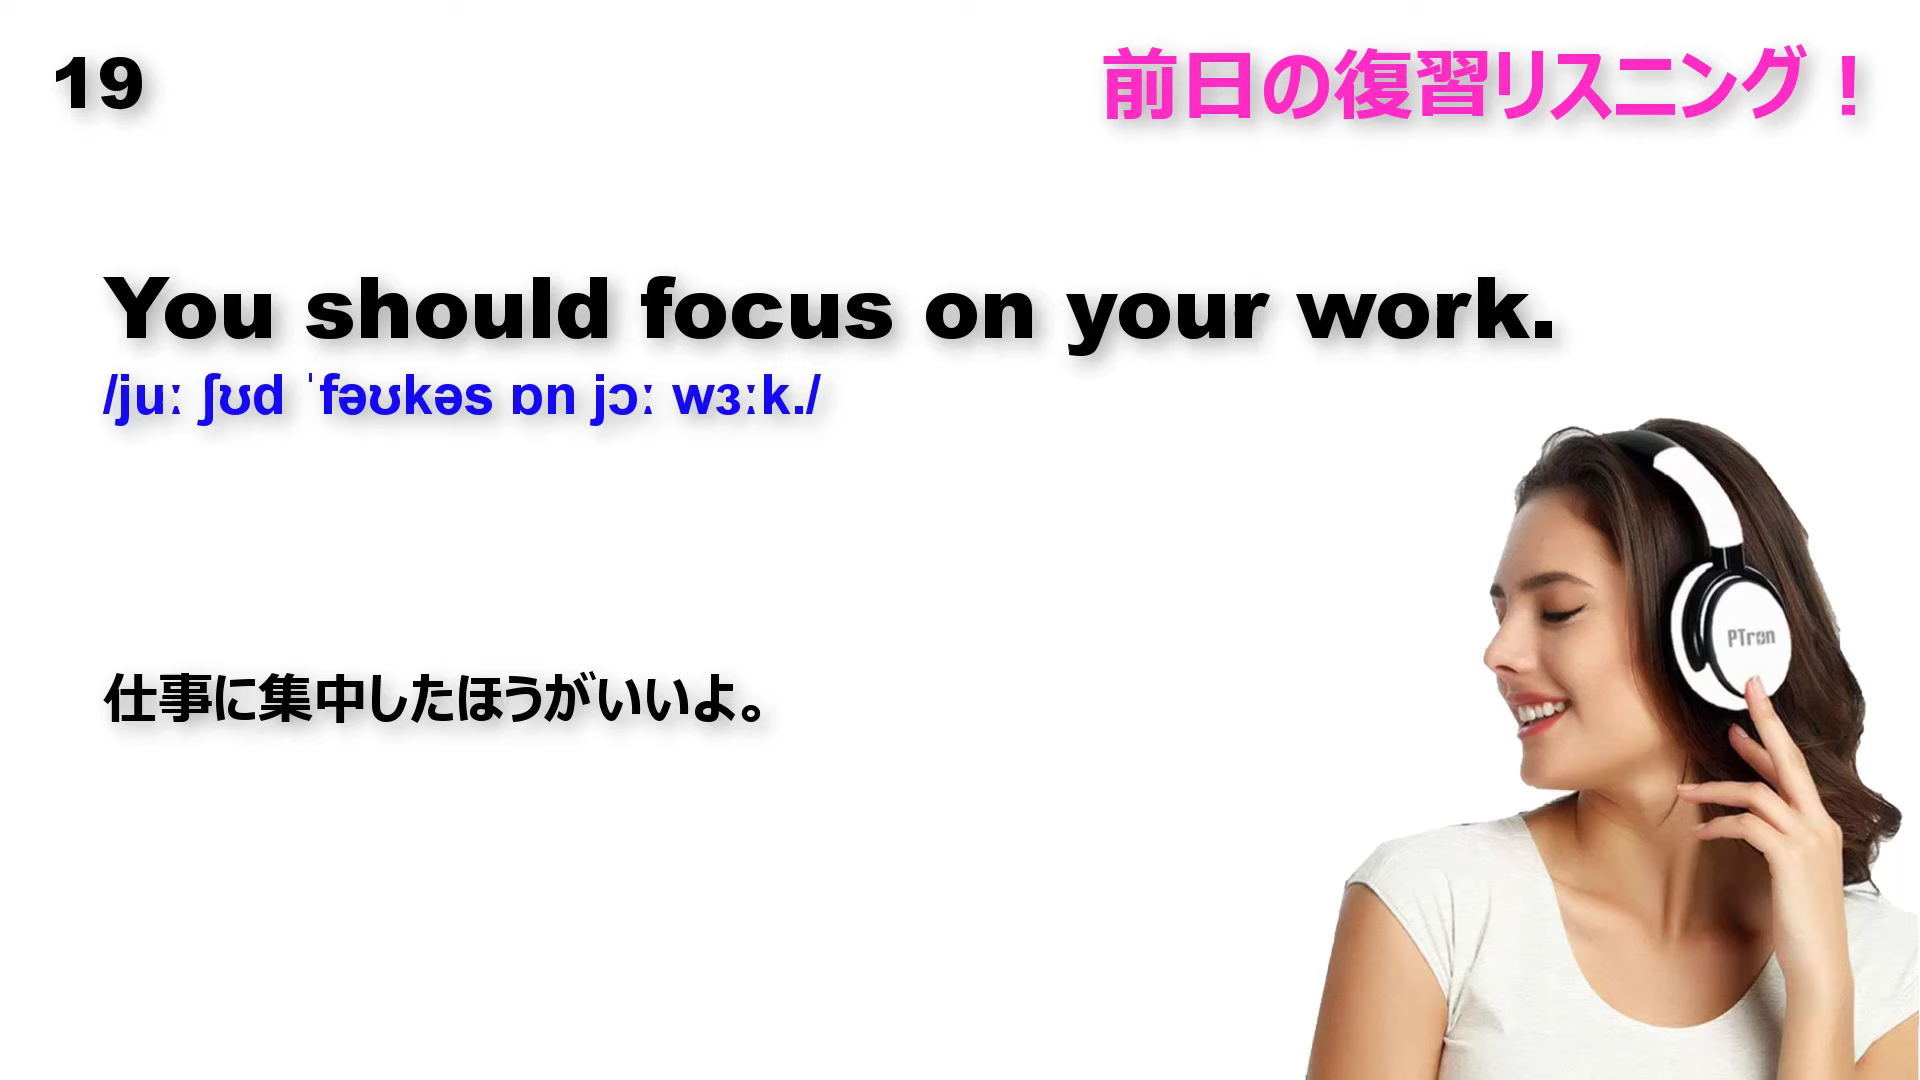 19
前日の復習リスニング！
You should focus on your work.
/juː ʃʊd ˈfəʊkəs ɒn jɔː wɜːk./
仕事に集中したほうがいいよ。
PTron